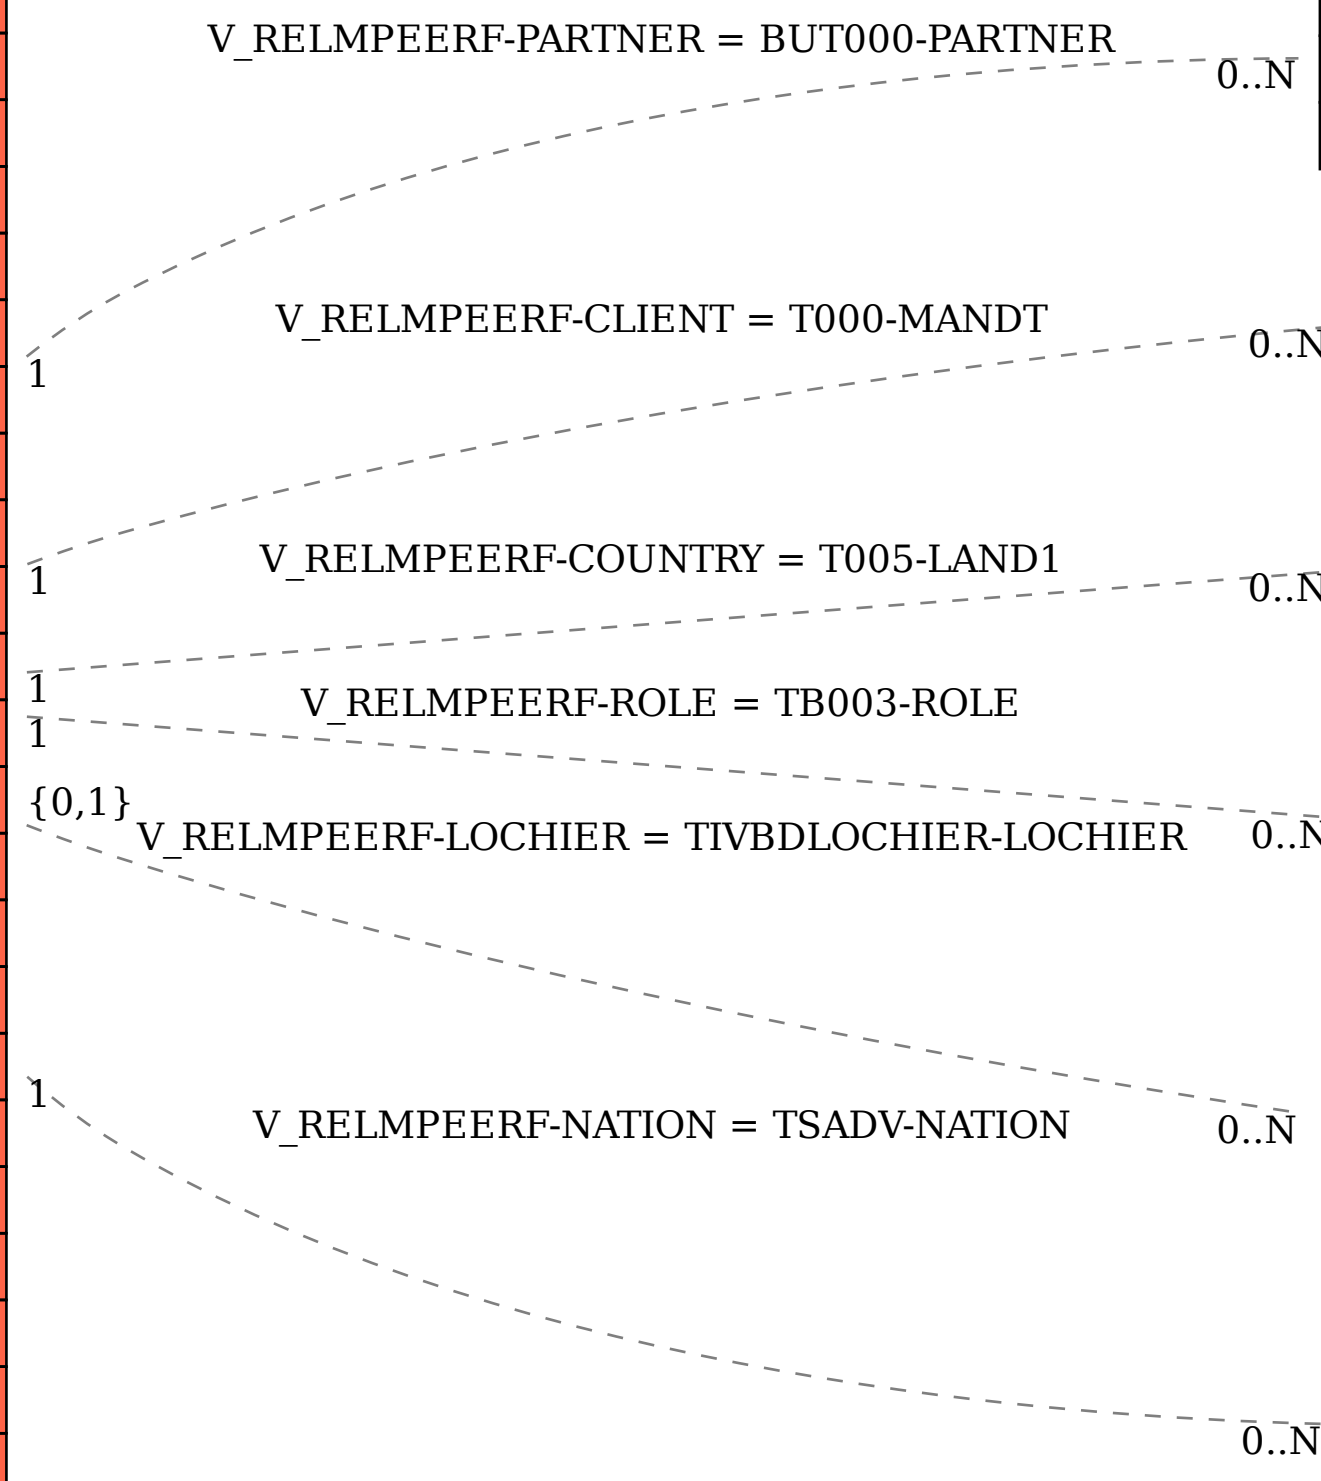 V_RELMPEERF-PARTNER = BUT000-PARTNER
0..N
V_RELMPEERF-CLIENT = T000-MANDT
0..N
1
V_RELMPEERF-COUNTRY = T005-LAND1
1
0..N
1
V_RELMPEERF-ROLE = TB003-ROLE
1
{0,1}
V_RELMPEERF-LOCHIER = TIVBDLOCHIER-LOCHIER
0..N
1
V_RELMPEERF-NATION = TSADV-NATION
0..N
0..N